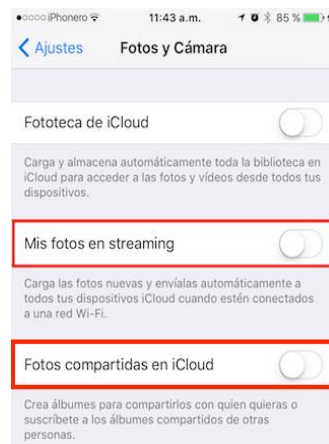 iPhonero 11:43 a.m. 85 %
Ajustes Fotos y Cámara
Fototeca de iCloud
Carga y almacena automáticamente toda la biblioteca en
iCloud para acceder a las fotos y vídeos desde todos tus
dispositivos.
Mis fotos en streaming
Carga las fotos nuevas y envíalas automáticamente a
todos tus dispositivos iCloud cuando estén conectados
a una red Wi-Fi.
Fotos compartidas en iCloud
Crea álbumes para compartirlos con quien quieras o
suscríbete a los álbumes compartidos de otras
personas.